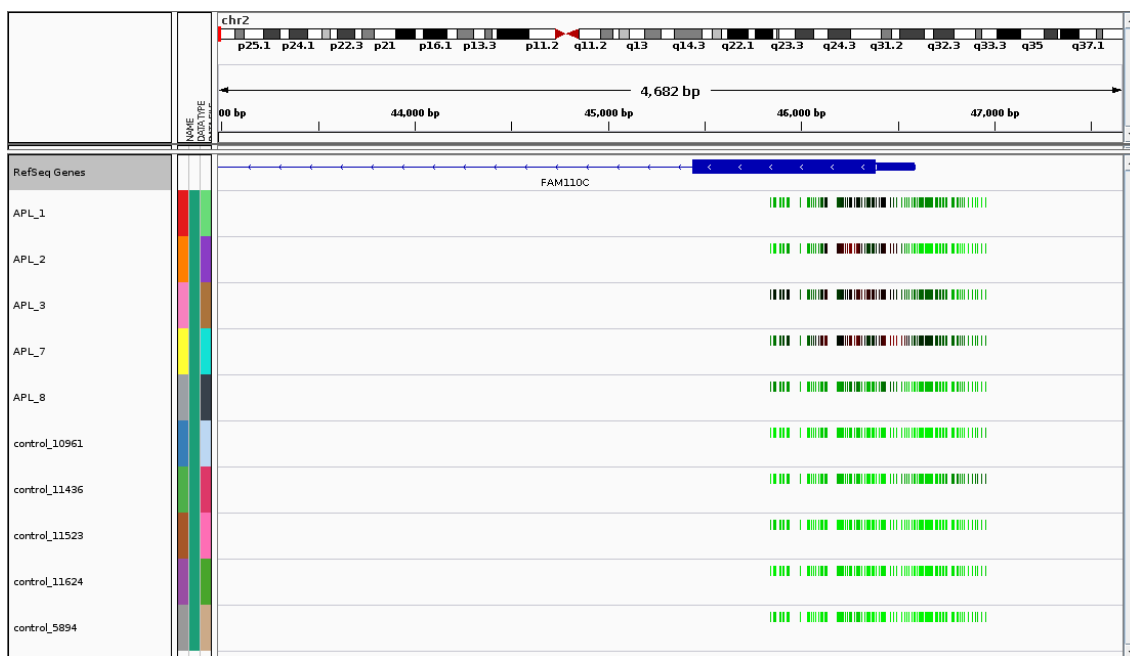 chr2
p25.1 p24.1 p22.3 p21 p16.1 p13.3 p11.2 q11.2 q13 q14.3 q22.1 q23.3 q24.3 q31.2 q32.3 q33.3 q35 q37.1
4,682 bp
00 bp 44,000 bp 45,000 bp 46,000 bp 47,000 bp
NAME
DATA TYPE
RefSeq Genes
FAM110C
APL_1
APL_2
APL_3
APL_7
APL_8
control_10961
control_11436
control_11523
control_11624
control_5894